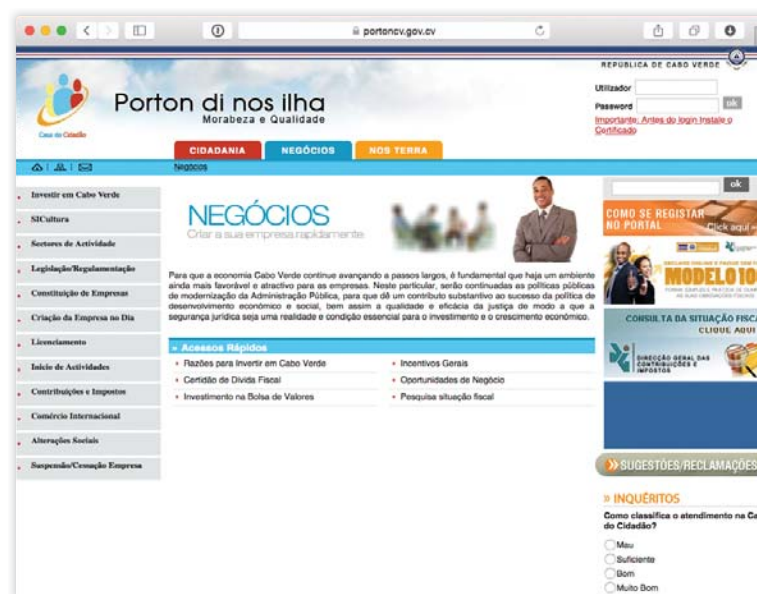 portoncv.gov.cv
REPÚBLICA DE CABO VERDE
Utilizador
Password
ok
Importante: Antes do login Instale o
Certificado
Casa do Cidadão
Porton di nos ilha
Morabeza e Qualidade
CIDADANIA
NEGÓCIOS
NOS TERRA
Negócios
Investir em Cabo Verde
SICultura
Sectores de Actividade
Legislação/Regulamentação
Constituição de Empresas
Criação da Empresa no Dia
Licenciamento
Inicio de Actividades
Contribuições e Impostos
Comércio Internacional
Alterações Sociais
Suspensão/Cessação Empresa
NEGÓCIOS
Criar a sua empresa rapidamente
Para que a economia Cabo Verde continue avançando a passos largos, é fundamental que haja um ambiente
ainda mais favorável e atractivo para as empresas. Neste particular, serão continuadas as políticas públicas
de modernização da Administração Pública, para que dê um contributo substantivo ao sucesso da política de
desenvolvimento económico e social, bem assim a qualidade e eficácia da justiça de modo a que a
segurança jurídica seja uma realidade e condição essencial para o investimento e o crescimento económico.
» Acessos Rápidos
Razões para Invertir em Cabo Verde
Incentivos Gerais
Certidão de Divida Fiscal
Oportunidades de Negócio
Investimento na Bolsa de Valores
Pesquisa situação fiscal
ok
COMO SE REGISTAR
NO PORTAL
Click aqui »
MODELO 10
CONSULTA DA SITUAÇÃO FISCA
CLIQUE AQUI
DIRECÇÃO GERAL DAS
CONTRIBUIÇÕES E
IMPOSTOS
SUGESTÕES/RECLAMAÇÕES
» INQUÉRITOS
Como classifica o atendimento na Ca
do Cidadão?
Mau
Suficiente
Bom
Muito Bom